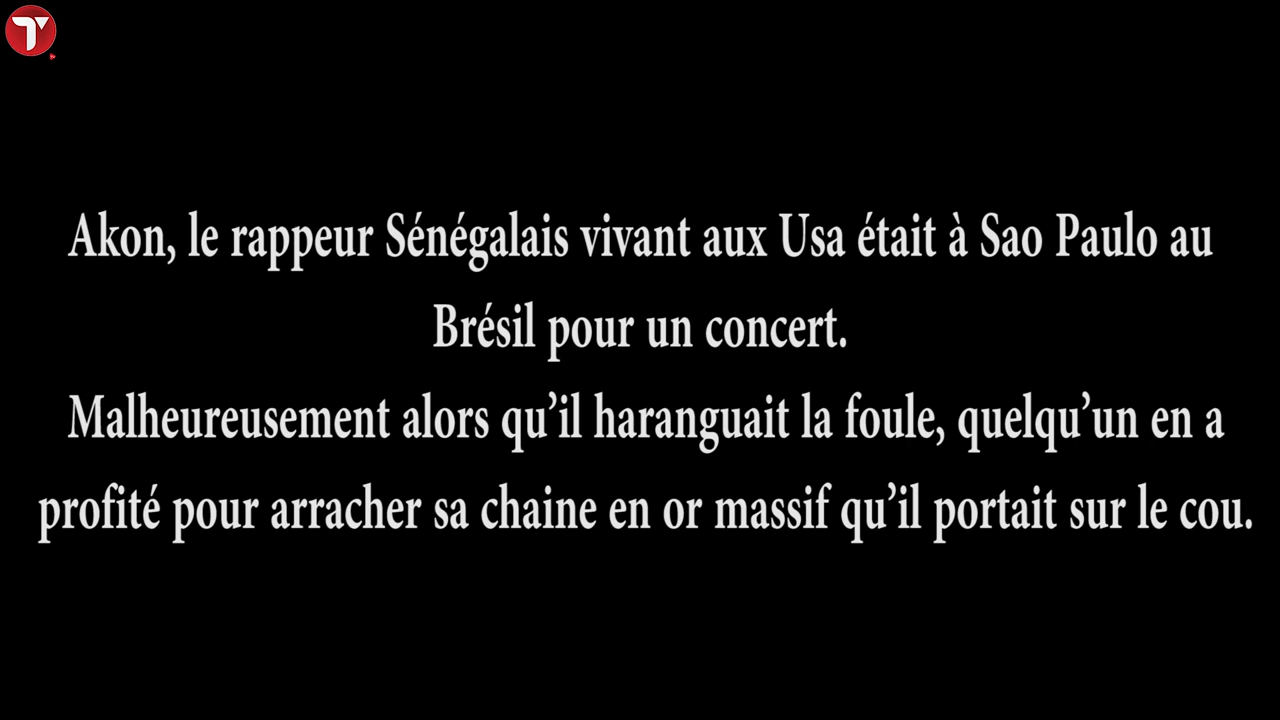 T
Akon, le rappeur Sénégalais vivant aux Usa était à Sao Paulo au
Brésil pour un concert.
Malheureusement alors qu’il haranguait la foule, quelqu’un en a
profité pour arracher sa chaine en or massif qu’il portait sur le cou.